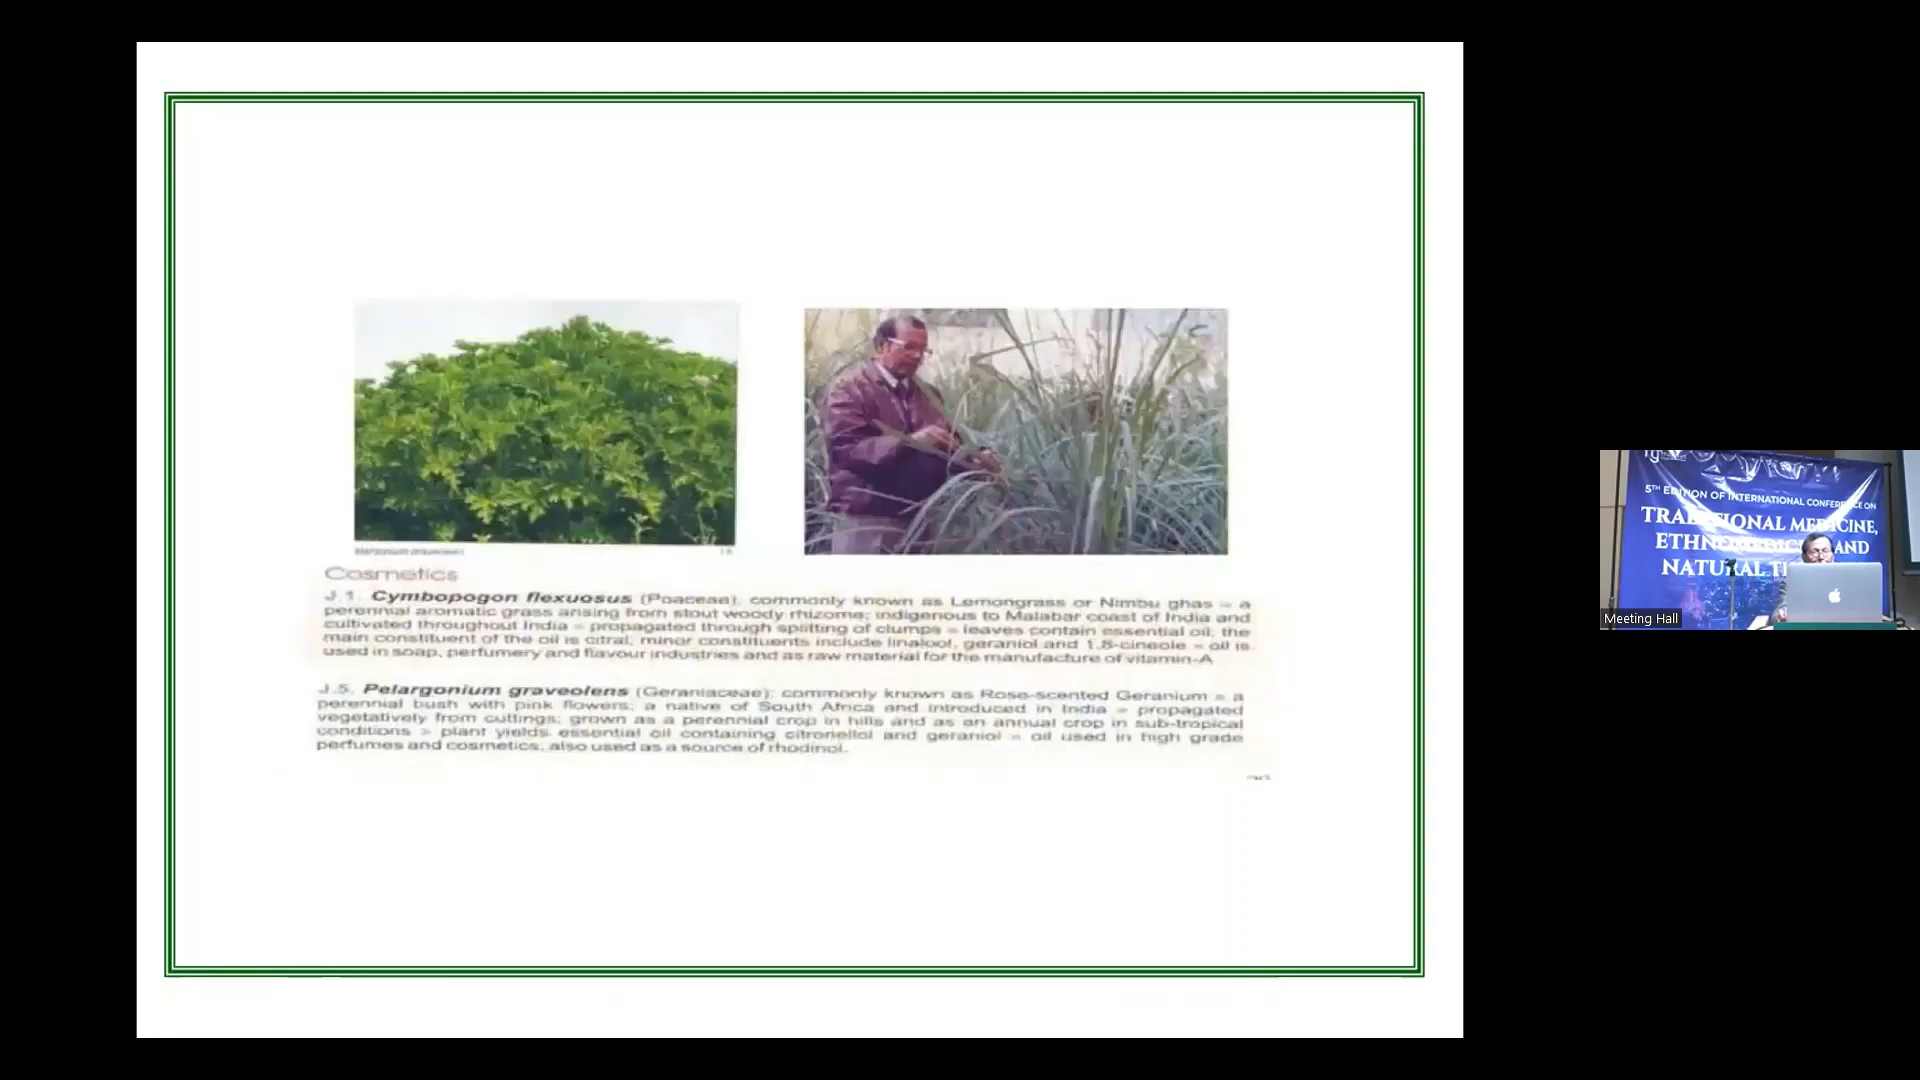 Cosmetics
J.1. Cymbopogon flexuosus (Poaceae); commonly known as Lemongrass or Nimbu ghas = a
perennial aromatic grass arising from stout woody rhizome; indigenous to Malabar coast of India and
cultivated throughout India = propagated through splitting of clumps = leaves contain essential oil; the
main constituent of the oil is citral; minor constituents include linalool, geraniol and 1,8-cineole = oil is
used in soap, perfumery and flavour industries and as raw material for the manufacture of vitamin-A
J.5. Pelargonium graveolens (Geraniaceae); commonly known as Rose-scented Geranium = a
perennial bush with pink flowers; a native of South Africa and introduced in India = propagated
vegetatively from cuttings; grown as a perennial crop in hills and as an annual crop in sub-tropical
conditions = plant yields essential oil containing citronellol and geraniol = oil used in high grade
perfumes and cosmetics; also used as a source of rhodinol.
5TH EDITION OF INTERNATIONAL CONFERENCE ON
TRADITIONAL MEDICINE,
ETHNOMEDICINE AND
NATURAL
Meeting Hall